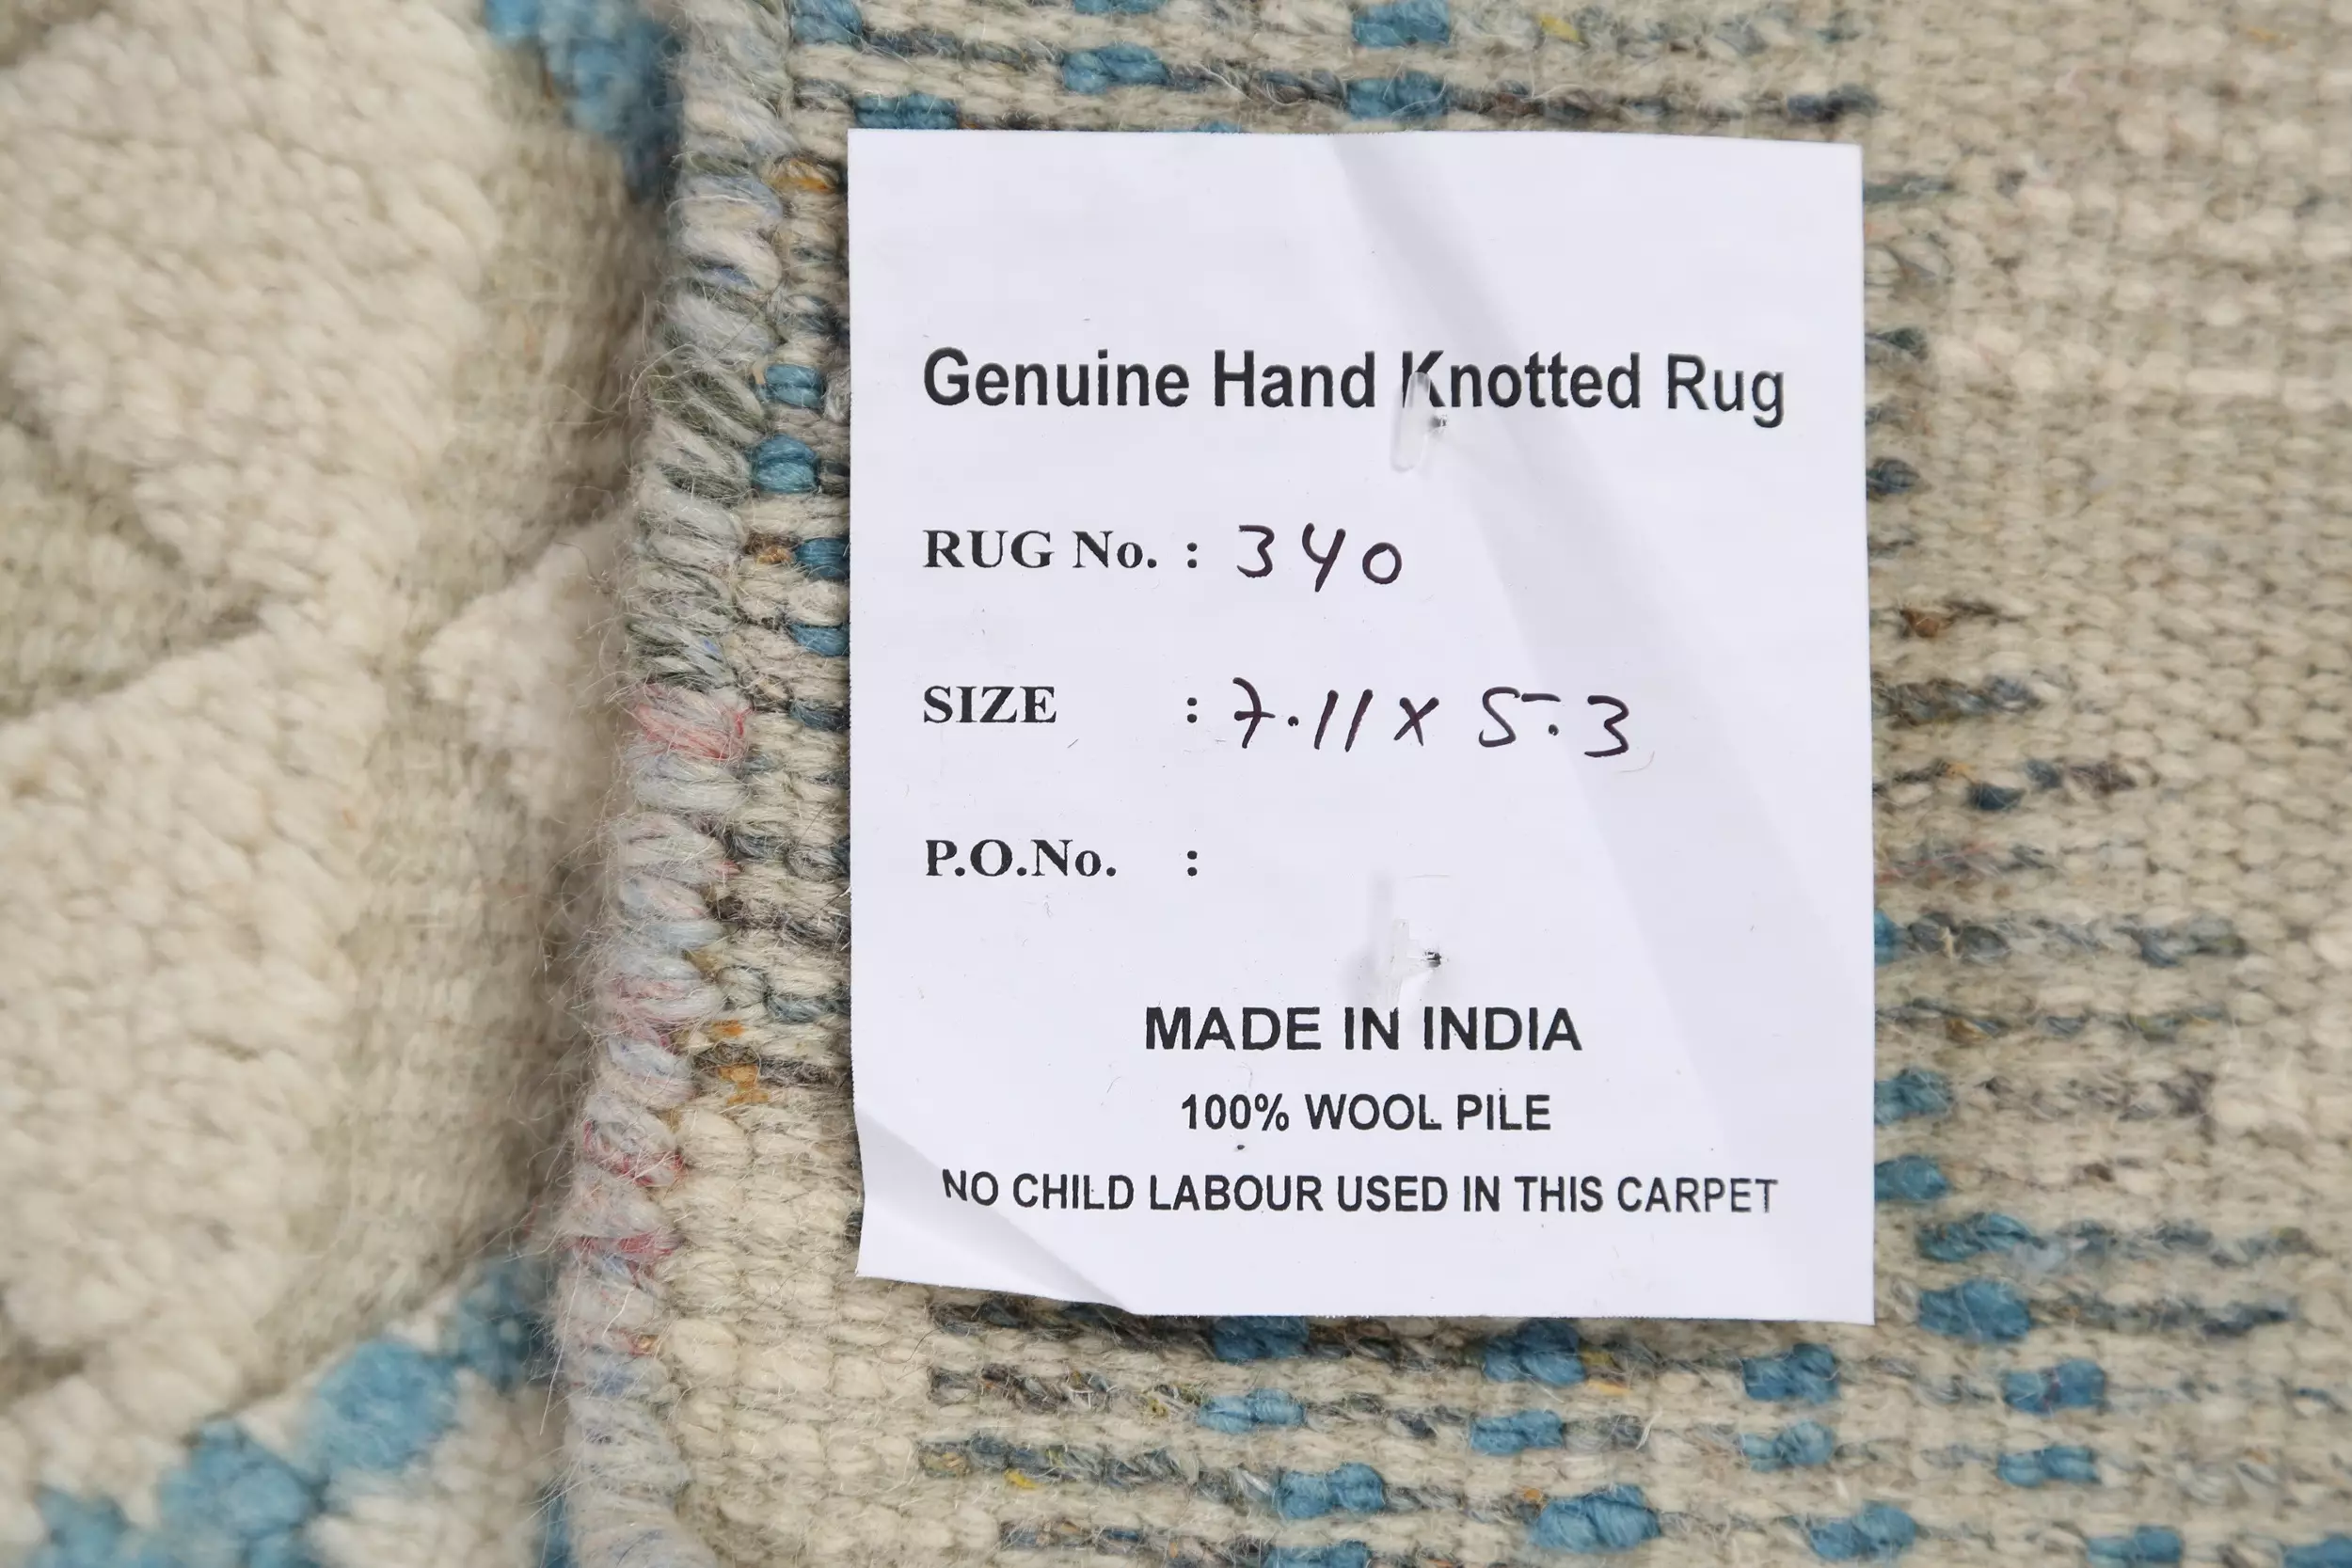 Genuine Hand Knotted Rug
RUG No. : 340
SIZE : 7.11 x 5.3
P.O.No. :
MADE IN INDIA
100% WOOL PILE
NO CHILD LABOUR USED IN THIS CARPET